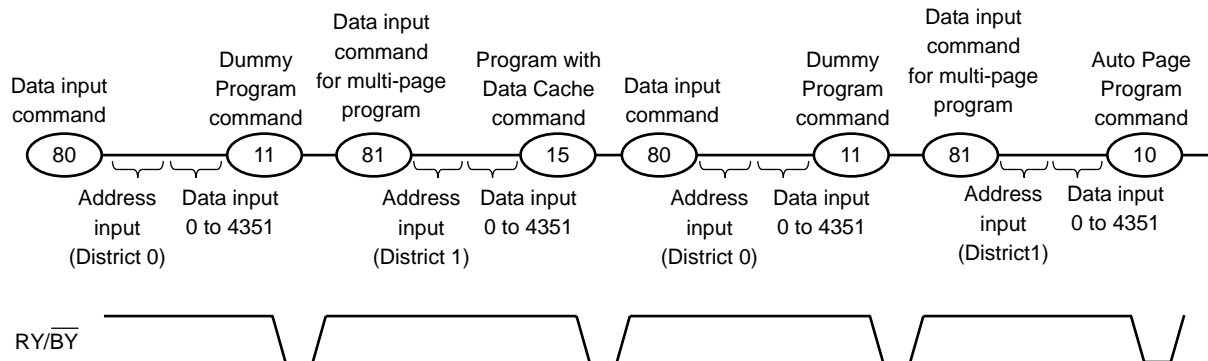 Data input
command
80
Dummy
Program
command
11
Data input
command
for multi-page
program
81
Program with
Data Cache
command
15
Data input
command
80
Dummy
Program
command
11
Data input
command
for multi-page
program
81
Auto Page
Program
command
10
Address
input
(District 0)
Data input
0 to 4351
Address
input
(District 1)
Data input
0 to 4351
Address
input
(District 0)
Data input
0 to 4351
Address
input
(District1)
Data input
0 to 4351
RY/BY